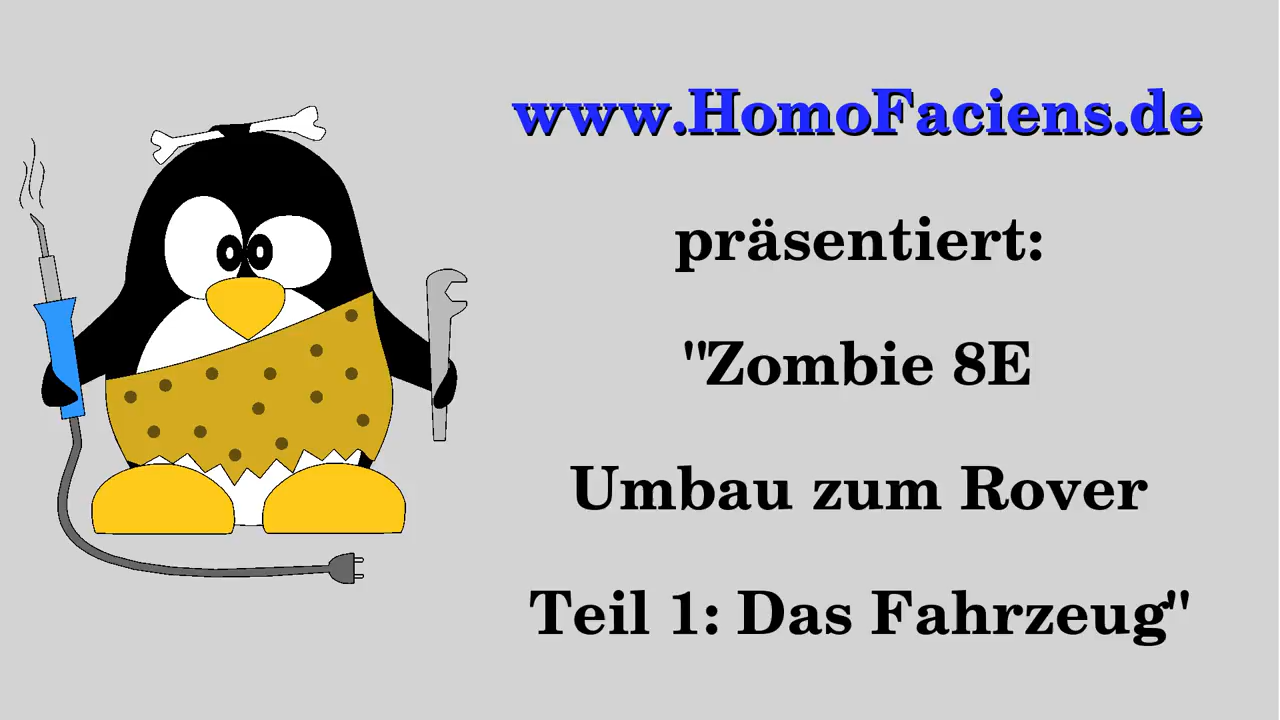 www.HomoFaciens.de
präsentiert:
"Zombie 8E
Umbau zum Rover
Teil 1: Das Fahrzeug"